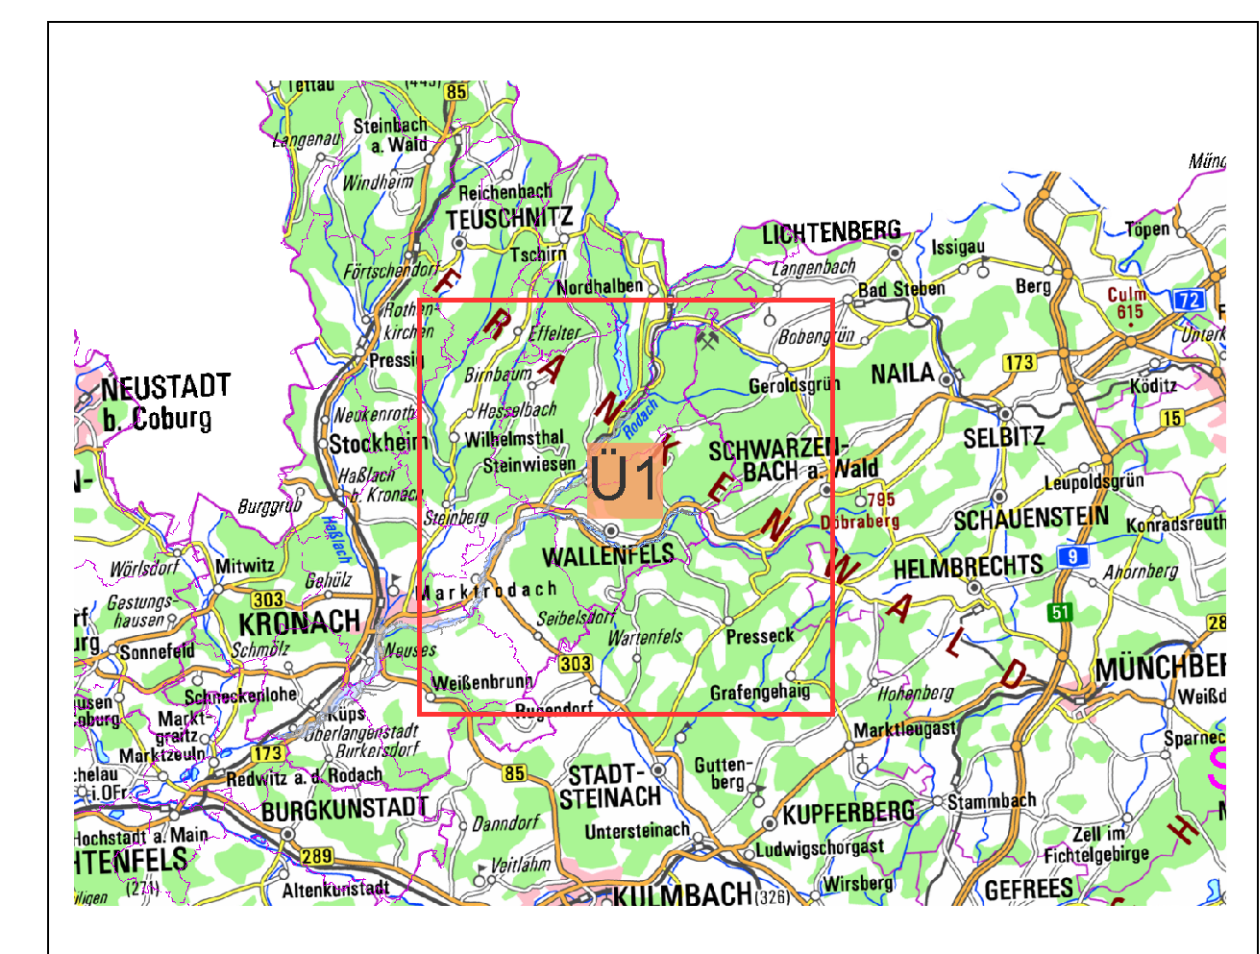 Tettau
(443)
85
Steinbach
a. Wald
Langenau
Windheim
Reichenbach
TEUSCHNITZ
Tschirn
Förtschendorf
Nordhalben
LICHTENBERG
Issigau
Töpen
Langenbach
Bad Steben
Berg
Culm
615
72
F
R
A
N
K
E
N
W
A
L
D
Rothen-
kirchen
Effelter
Bobengrün
Pressig
Birnbaum
Geroldsgrün
NAILA
173
Köditz
NEUSTADT
b. Coburg
Neukenroth
Hesselbach
Rodach
15
Stockheim
Wilhelmsthal
Steinwiesen
SCHWARZEN-
BACH a. Wald
SELBITZ
Haßlach
b. Kronach
Ü1
Leupoldsgrün
795
Döbraberg
Burggrub
Steinberg
SCHAUENSTEIN
Konradsreuth
Haßlach
WALLENFELS
9
Wörlsdorf
Mitwitz
HELMBRECHTS
Ahornberg
Gehülz
Marktrodach
Gestungs-
hausen
303
51
KRONACH
Seibelsdorf
Wartenfels
Presseck
Sonnefeld
Schmölz
Neuses
303
MÜNCHBER
Schneckenlohe
Weißenbrunn
Grafengehaig
Hohenberg
Weißd
Rugendorf
Markt-
graitz
Küps
Oberlangenstadt
Burkersdorf
Marktleugast
Sparnec
Marktzeuln
173
Redwitz a. d. Rodach
85
STADT-
STEINACH
Gutten-
berg
i.OFr.
BURGKUNSTADT
KUPFERBERG
Stammbach
Danndorf
Untersteinach
Zell im
Fichtelgebirge
H
Hochstadt a. Main
Ludwigschorgast
HTENFELS
(271)
289
Veitlahm
Altenkunstadt
KULMBACH
(326)
Wirsberg
GEFREES